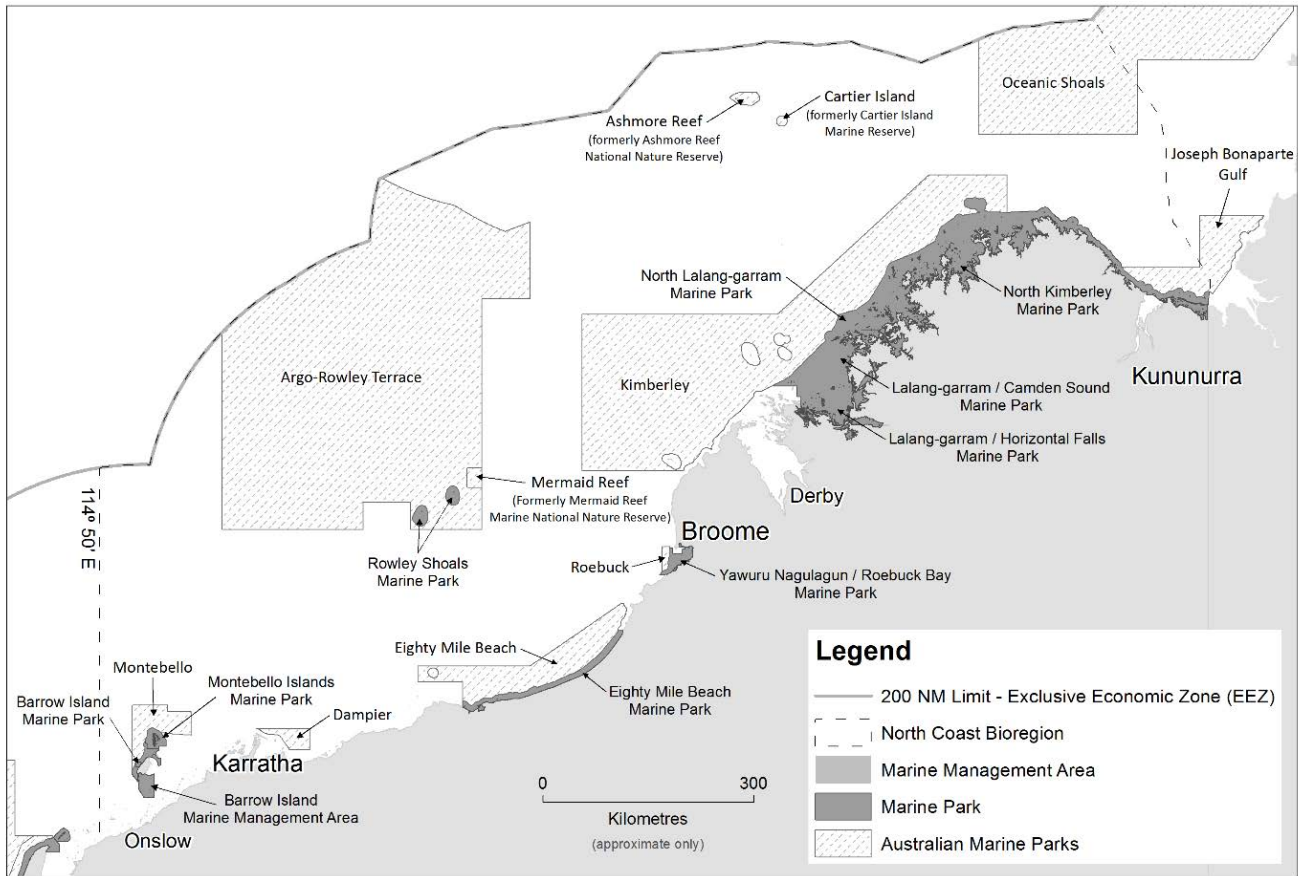 Oceanic Shoals
Cartier Island
(formerly Cartier Island
Marine Reserve)
Ashmore Reef
(formerly Ashmore Reef
National Nature Reserve)
Joseph Bonaparte
Gulf
North Lalang-garram
Marine Park
North Kimberley
Marine Park
Argo-Rowley Terrace
Kimberley
Kununurra
Lalang-garram / Camden Sound
Marine Park
Lalang-garram / Horizontal Falls
Marine Park
Mermaid Reef
(Formerly Mermaid Reef
Marine National Nature Reserve)
Derby
114° 50' E
Rowley Shoals
Marine Park
Broome
Roebuck
Yawuru Nagulagun / Roebuck Bay
Marine Park
Eighty Mile Beach
Eighty Mile Beach
Marine Park
Montebello
Montebello Islands
Marine Park
Barrow Island
Marine Park
Dampier
Karratha
Barrow Island
Marine Management Area
Onslow
0 300
Kilometres
(approximate only)
Legend
200 NM Limit - Exclusive Economic Zone (EEZ)
North Coast Bioregion
Marine Management Area
Marine Park
Australian Marine Parks